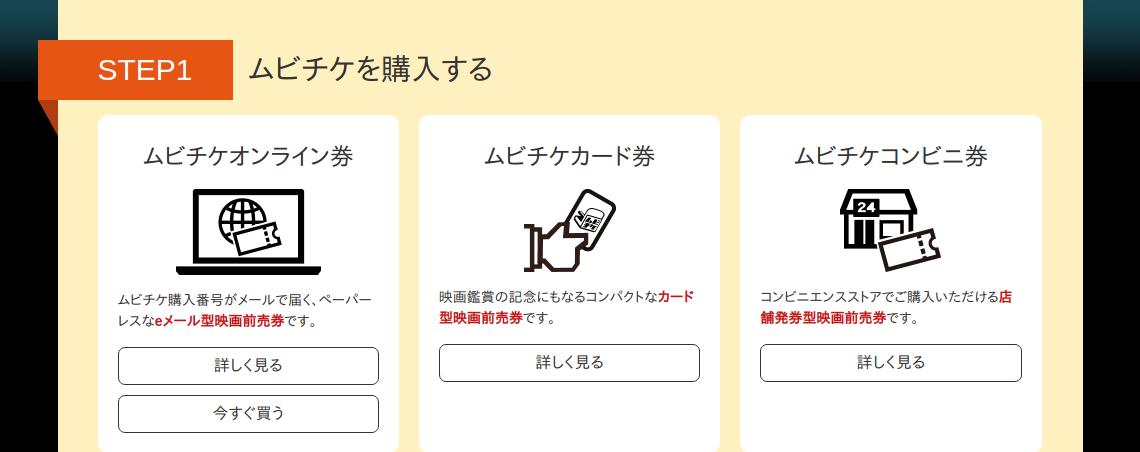 STEP1
ムビチケを購入する
ムビチケオンライン券
ムビチケ購入番号がメールで届く、ペーパー
レスなeメール型映画前売券です。
詳しく見る
今すぐ買う
ムビチケカード券
ムビ
チケ
映画鑑賞の記念にもなるコンパクトなカード
型映画前売券です。
詳しく見る
ムビチケコンビニ券
24
コンビニエンスストアでご購入いただける店
舗発券型映画前売券です。
詳しく見る